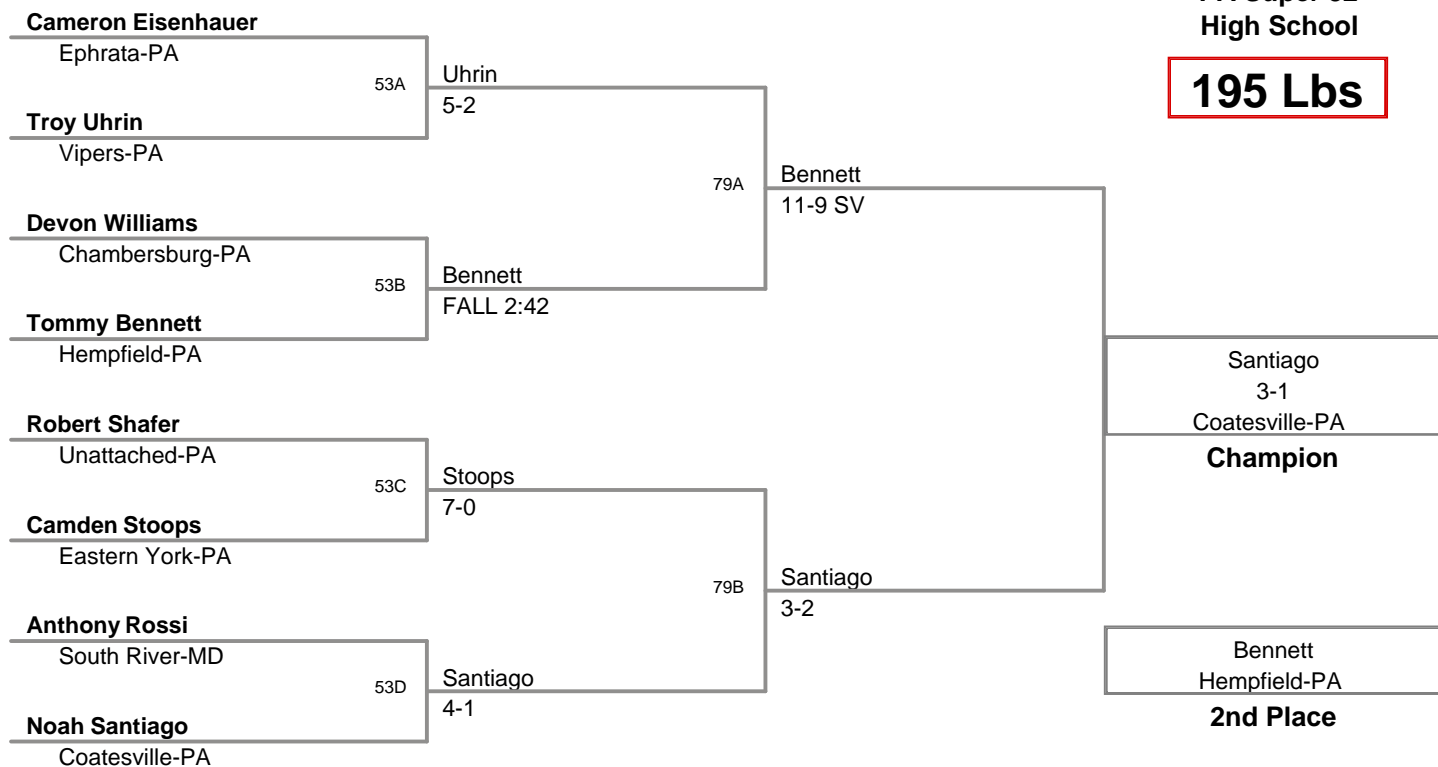 High School
195 Lbs
Cameron Eisenhauer
Ephrata-PA
53A
Uhrin
5-2
Troy Uhrin
Vipers-PA
79A
Bennett
11-9 SV
Devon Williams
Chambersburg-PA
53B
Bennett
FALL 2:42
Tommy Bennett
Hempfield-PA
Santiago
3-1
Coatesville-PA
Champion
Robert Shafer
Unattached-PA
53C
Stoops
7-0
Camden Stoops
Eastern York-PA
79B
Santiago
3-2
Anthony Rossi
South River-MD
53D
Santiago
4-1
Noah Santiago
Coatesville-PA
Bennett
Hempfield-PA
2nd Place